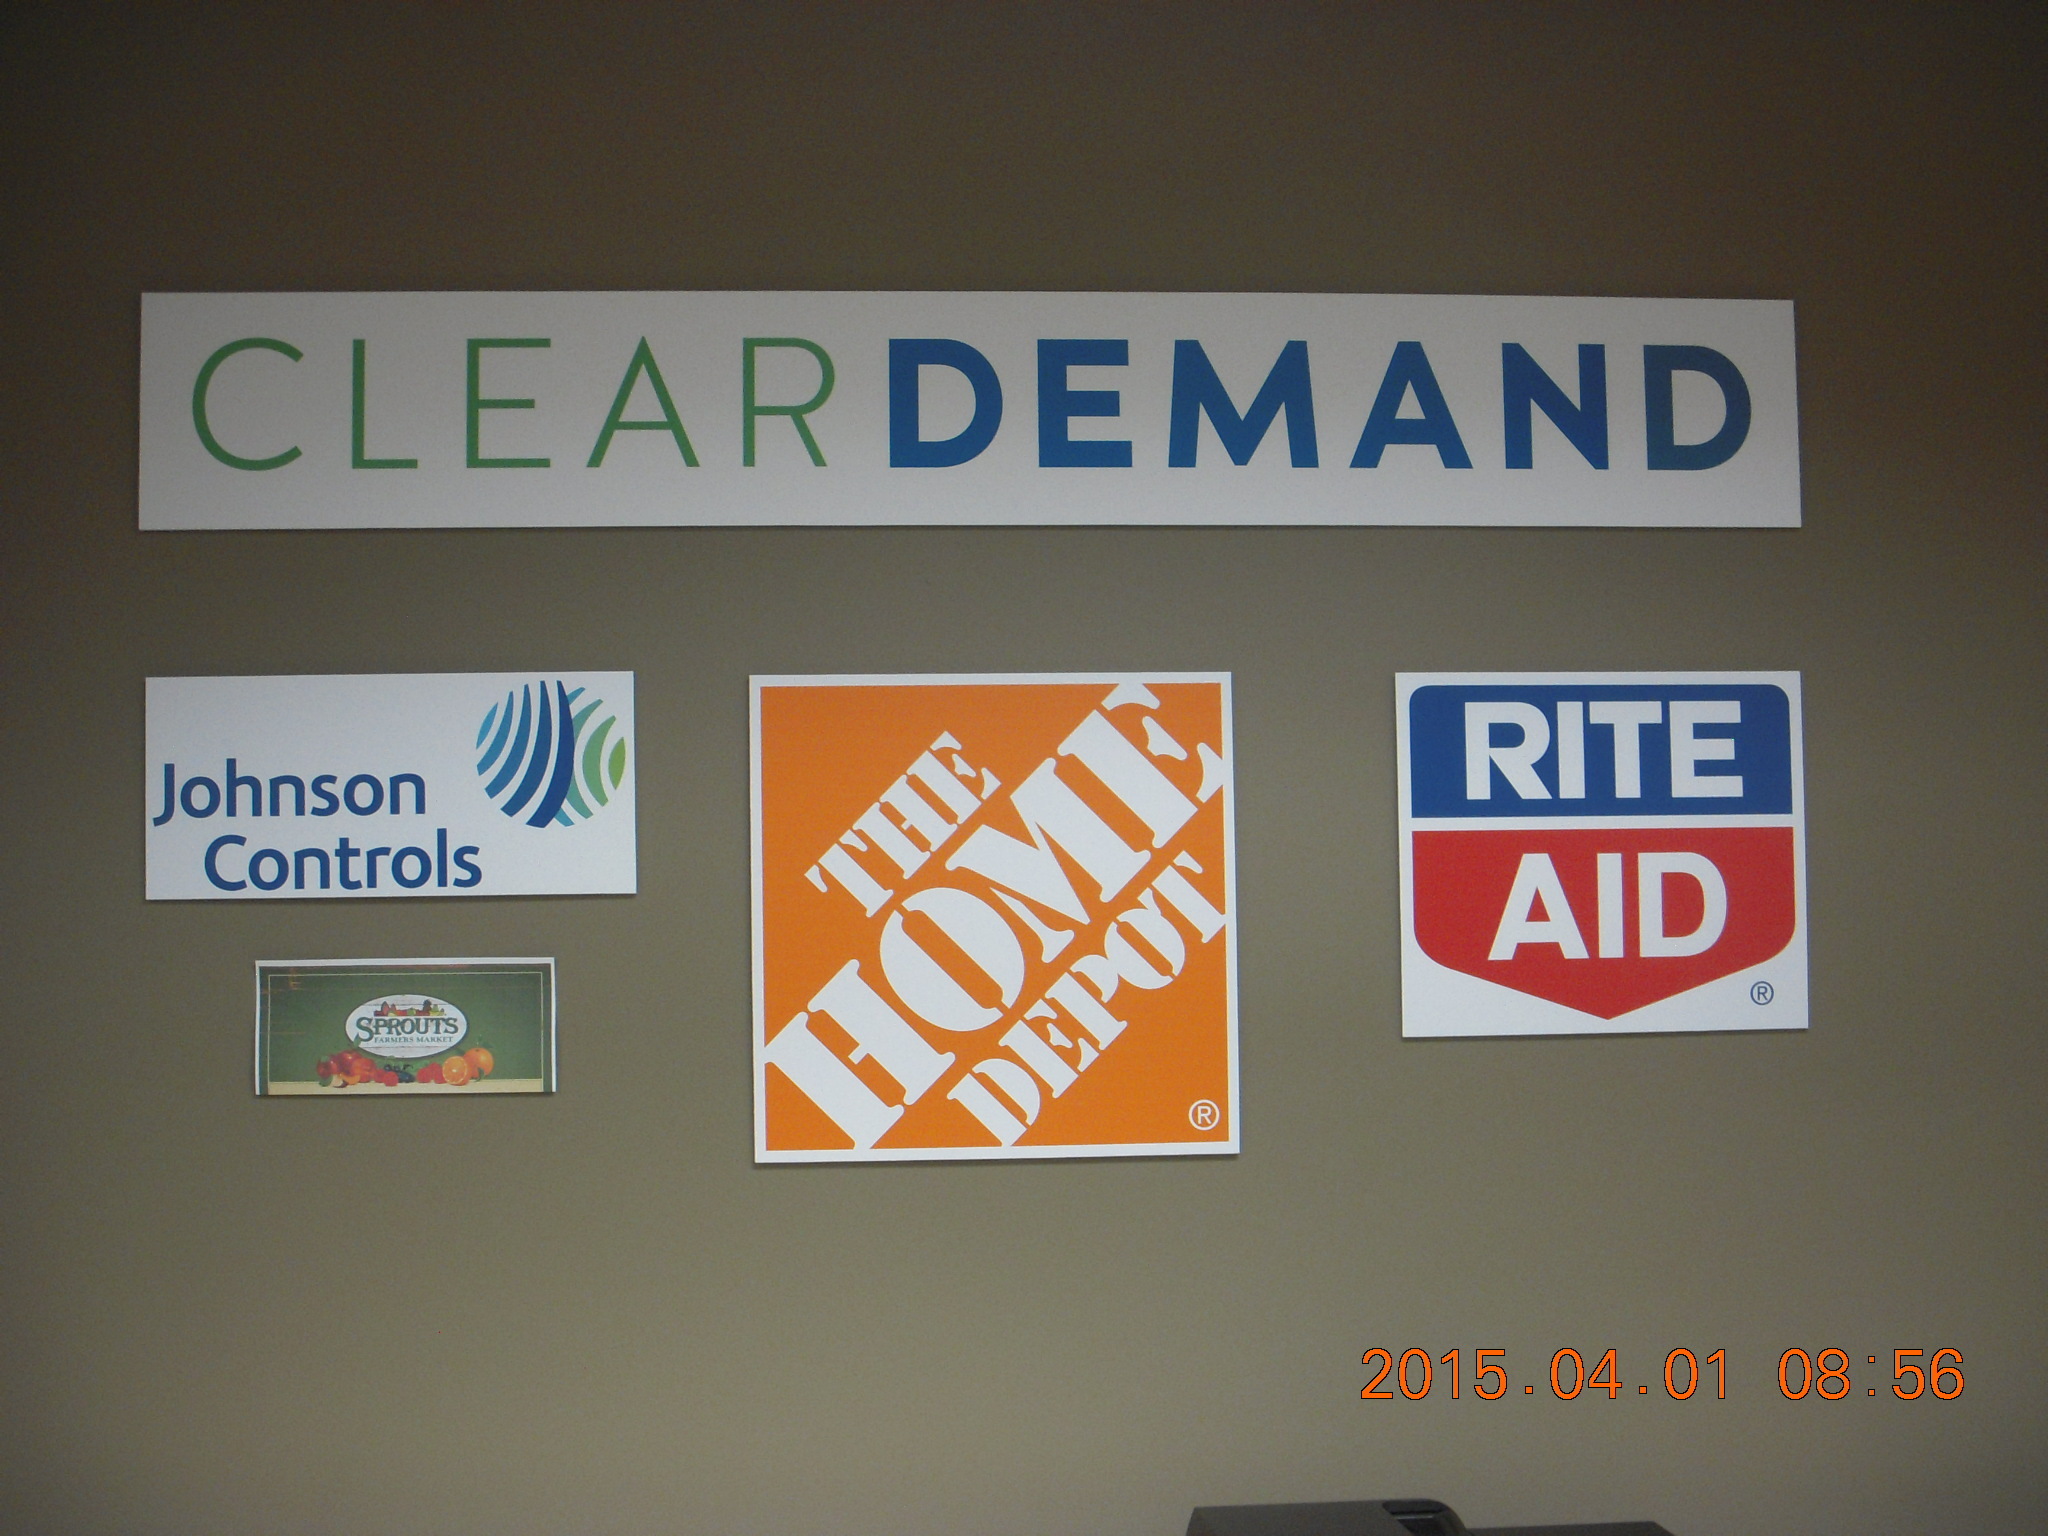 CLEARDEMAND
Johnson
Controls
SPROUTS
FARMERS MARKET
THE
HOME
DEPOT
®
RITE
AID
®
2015.04.01 08:56